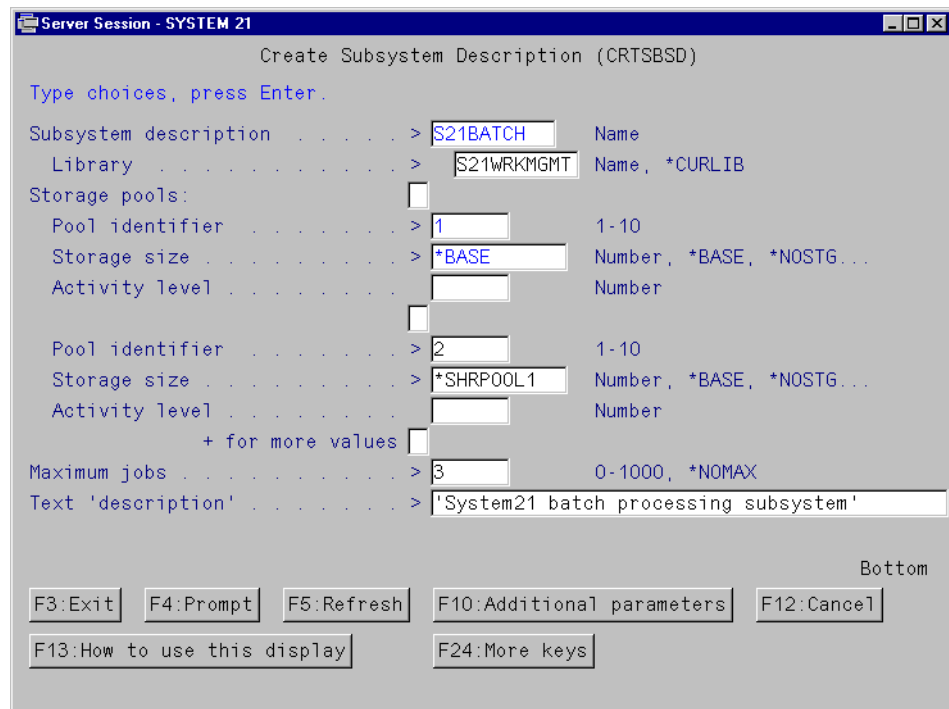 Server Session - SYSTEM 21
Create Subsystem Description (CRTSBSD)
Type choices, press Enter.
Subsystem description . . . . . > S21BATCH Name
Library . . . . . . . . . . . > S21WRKMGMT Name, *CURLIB
Storage pools:
Pool identifier . . . . . . . > 1 1-10
Storage size . . . . . . . . . > *BASE Number, *BASE, *NOSTG...
Activity level . . . . . . . . Number
Pool identifier . . . . . . . > 2 1-10
Storage size . . . . . . . . . > *SHRPOOL1 Number, *BASE, *NOSTG...
Activity level . . . . . . . . Number
+ for more values
Maximum jobs . . . . . . . . . . > 3 0-1000, *NOMAX
Text 'description' . . . . . . . > 'System21 batch processing subsystem'
Bottom
F3:Exit F4:Prompt F5:Refresh F10:Additional parameters F12:Cancel
F13:How to use this display F24:More keys